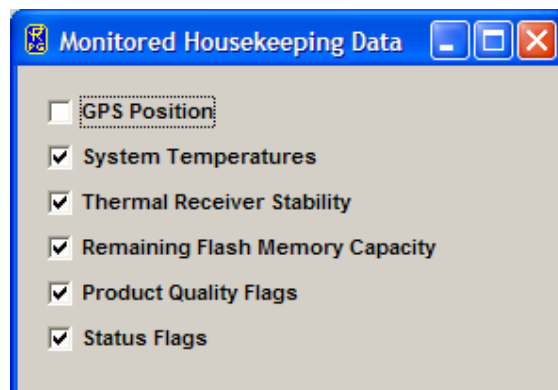 Monitored Housekeeping Data
GPS Position
System Temperatures
Thermal Receiver Stability
Remaining Flash Memory Capacity
Product Quality Flags
Status Flags